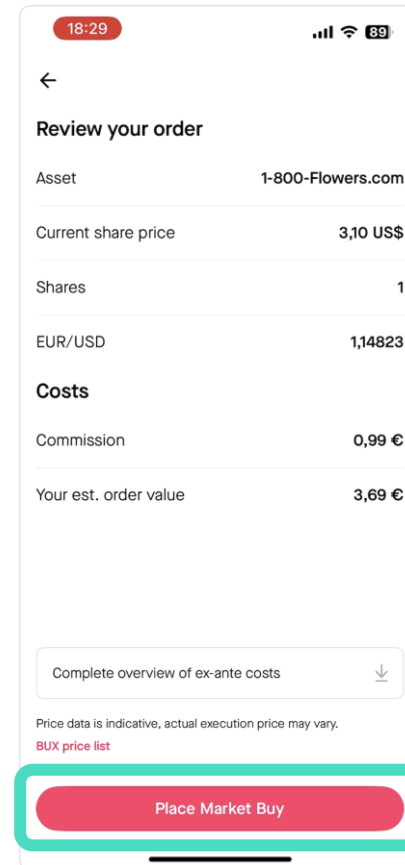 18:29
89
Review your order
Asset 1-800-Flowers.com
Current share price 3,10 US$
Shares 1
EUR/USD 1,14823
Costs
Commission 0,99 €
Your est. order value 3,69 €
Complete overview of ex-ante costs
Price data is indicative, actual execution price may vary.
BUX price list
Place Market Buy